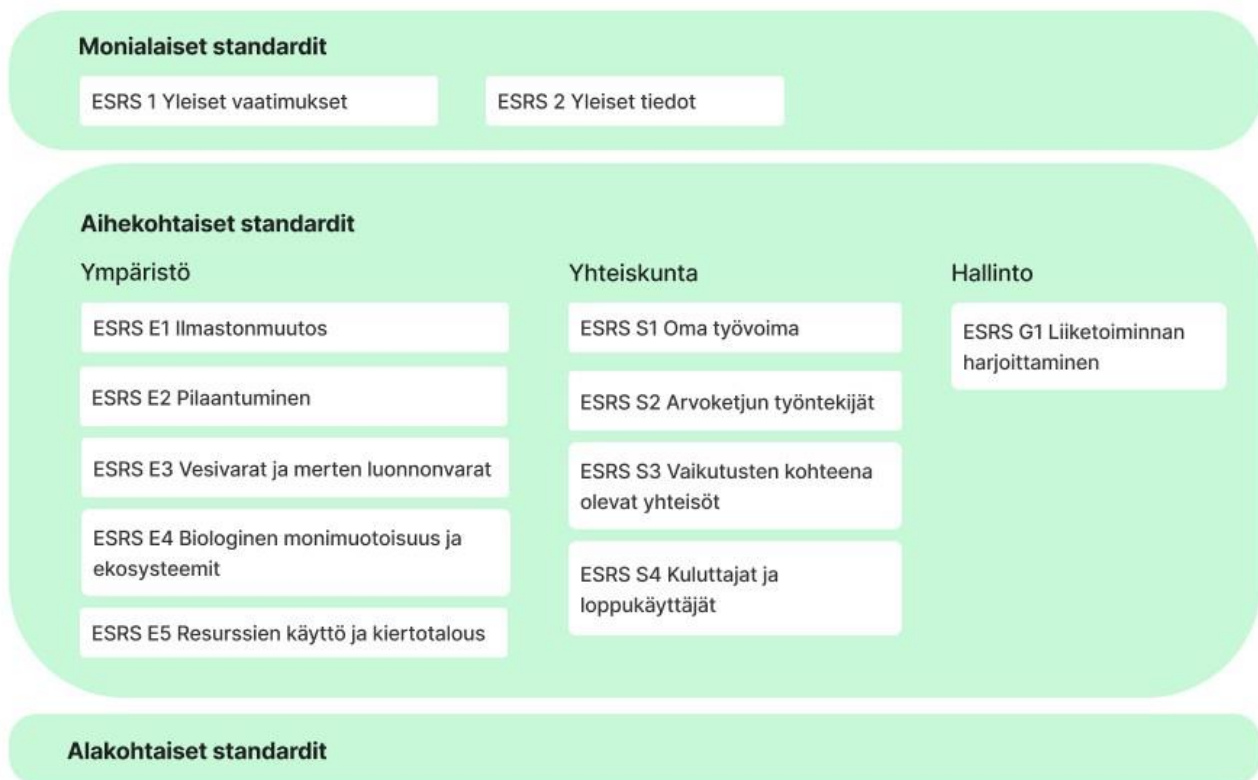 Monialaiset standardit
ESRS 1 Yleiset vaatimukset
ESRS 2 Yleiset tiedot
Aihekohtaiset standardit
Ympäristö
ESRS E1 Ilmastonmuutos
ESRS E2 Pilaantuminen
ESRS E3 Vesivarat ja merten luonnonvarat
ESRS E4 Biologinen monimuotoisuus ja
ekosysteemit
ESRS E5 Resurssien käyttö ja kiertotalous
Yhteiskunta
ESRS S1 Oma työvoima
ESRS S2 Arvoketjun työntekijät
ESRS S3 Vaikutusten kohteena
olevat yhteisöt
ESRS S4 Kuluttajat ja
loppukäyttäjät
Hallinto
ESRS G1 Liiketoiminnan
harjoittaminen
Alakohtaiset standardit